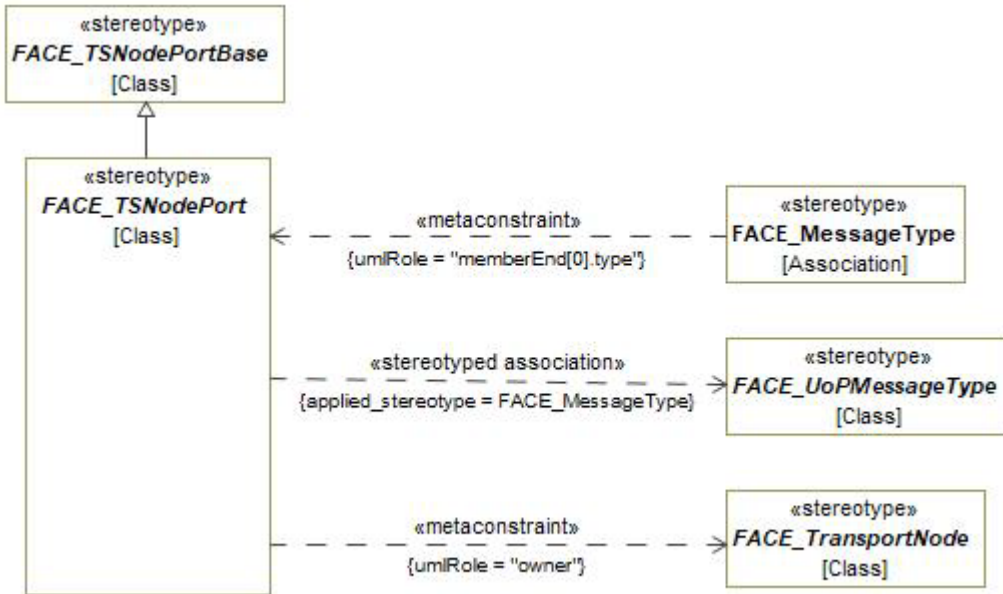 «stereotype»
FACE_TSNodePortBase
[Class]
«stereotype»
FACE_TSNodePort
[Class]
«metaconstraint»
{umlRole = "memberEnd[0].type"}
«stereotype»
FACE_MessageType
[Association]
«stereotyped association»
{applied_stereotype = FACE_MessageType}
«stereotype»
FACE_UoPMessageType
[Class]
«metaconstraint»
{umlRole = "owner"}
«stereotype»
FACE_TransportNode
[Class]